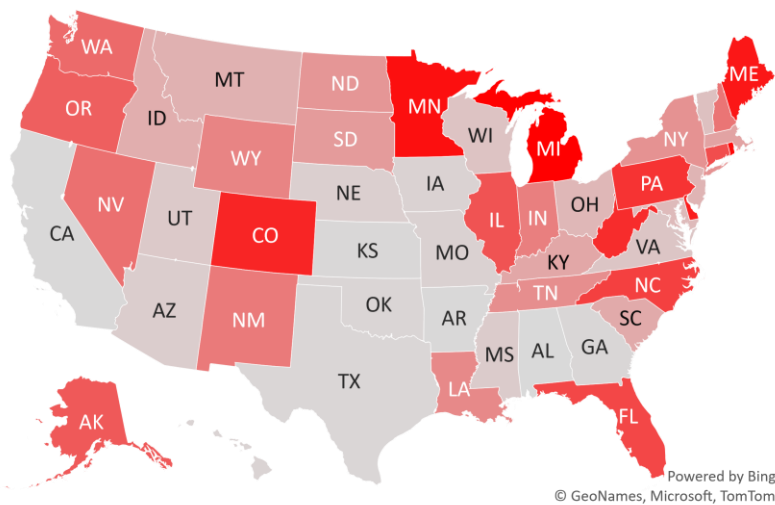 WA
MT
ND
MN
ME
OR
ID
SD
WI
MI
NY
WY
IA
PA
NE
NV
UT
CO
IL
IN
OH
CA
KS
MO
KY
VA
AZ
NM
OK
AR
TN
NC
SC
MS
AL
GA
TX
LA
AK
FL
Powered by Bing
© GeoNames, Microsoft, TomTom